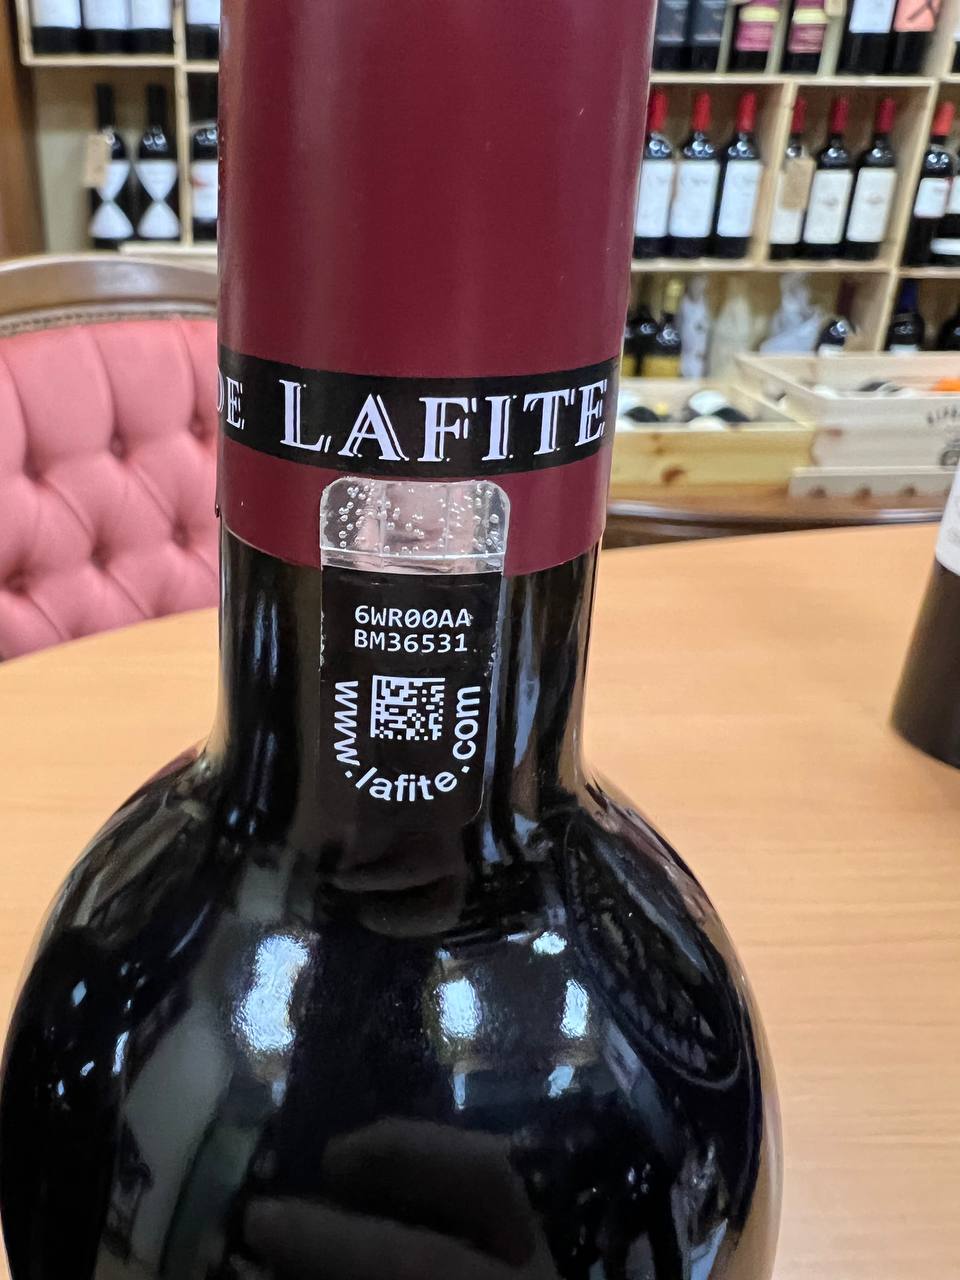 DE LAFITE
6WR00AA
BM36531
www.lafite.com